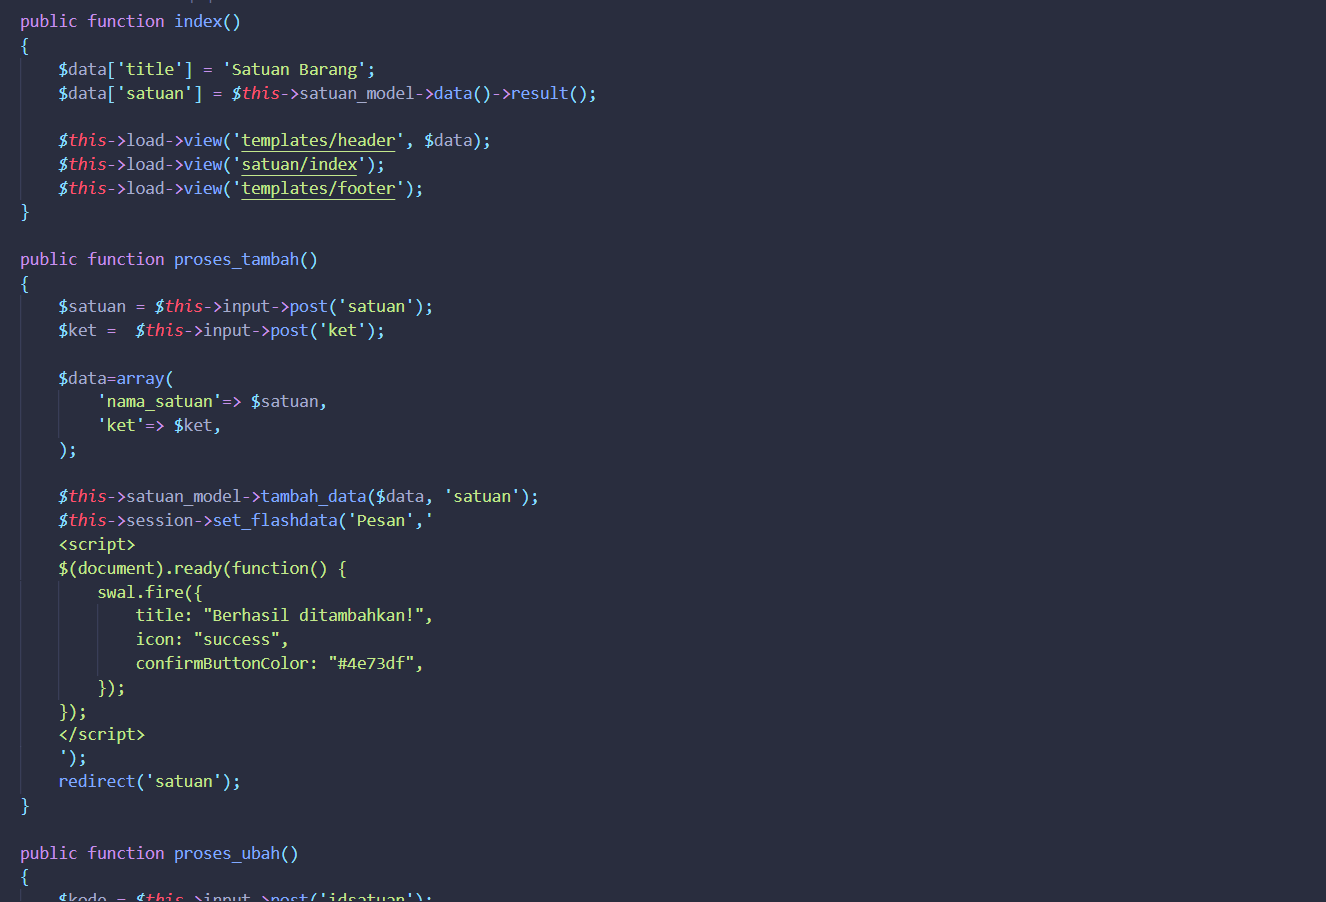 public function index()
{
    $data['title'] = 'Satuan Barang';
    $data['satuan'] = $this->satuan_model->data()->result();

    $this->load->view('templates/header', $data);
    $this->load->view('satuan/index');
    $this->load->view('templates/footer');
}

public function proses_tambah()
{
    $satuan = $this->input->post('satuan');
    $ket =  $this->input->post('ket');

    $data=array(
        'nama_satuan'=> $satuan,
        'ket'=> $ket,
    );

    $this->satuan_model->tambah_data($data, 'satuan');
    $this->session->set_flashdata('Pesan','
    <script>
    $(document).ready(function() {
        swal.fire({
            title: "Berhasil ditambahkan!",
            icon: "success",
            confirmButtonColor: "#4e73df",
        });
    });
    </script>
    ');
    redirect('satuan');
}

public function proses_ubah()
{
    $kode = $this->input->post('idsatuan');